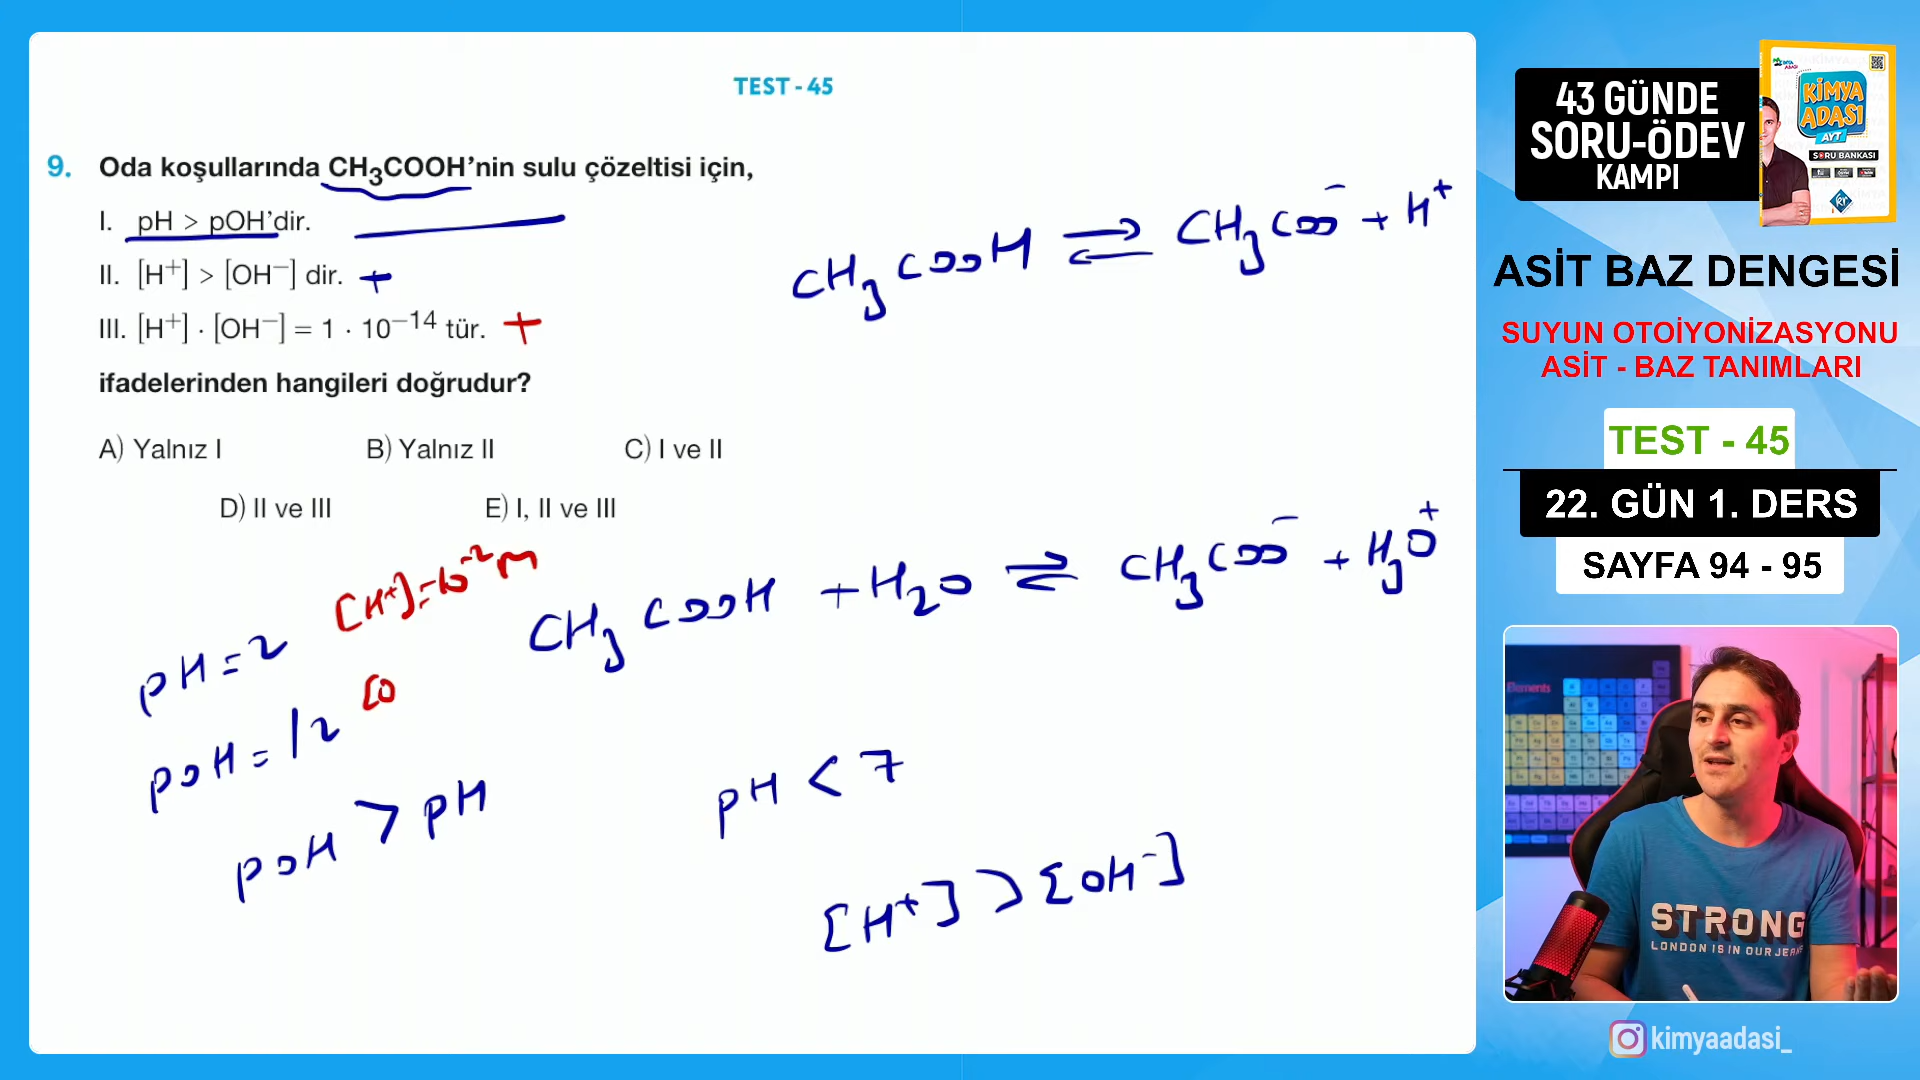 TEST - 45
9. Oda koşullarında CH₃COOH'nin sulu çözeltisi için,
I. pH > pOH'dir.
II. [H⁺] > [OH⁻] dir. +
III. [H⁺] · [OH⁻] = 1 · 10⁻¹⁴ tür. +
ifadelerinden hangileri doğrudur?
A) Yalnız I B) Yalnız II C) I ve II
D) II ve III E) I, II ve III
CH₃COOH ⇌ CH₃COO⁻ + H⁺
CH₃COOH + H₂O ⇌ CH₃COO⁻ + H₃O⁺
[H⁺]=10⁻²M
pH = 2
[O
pOH = 12
pOH > pH
pH < 7
[H⁺] > [OH⁻]
43 GÜNDE
SORU-ÖDEV
KAMPI
KİMYA
ADASI
AYT
SORU BANKASI
ASİT BAZ DENGESİ
SUYUN OTOİYONİZASYONU
ASİT - BAZ TANIMLARI
TEST - 45
22. GÜN 1. DERS
SAYFA 94 - 95
Elements
STRONG
LONDON IS IN OUR JEANS
kimyaadasi_